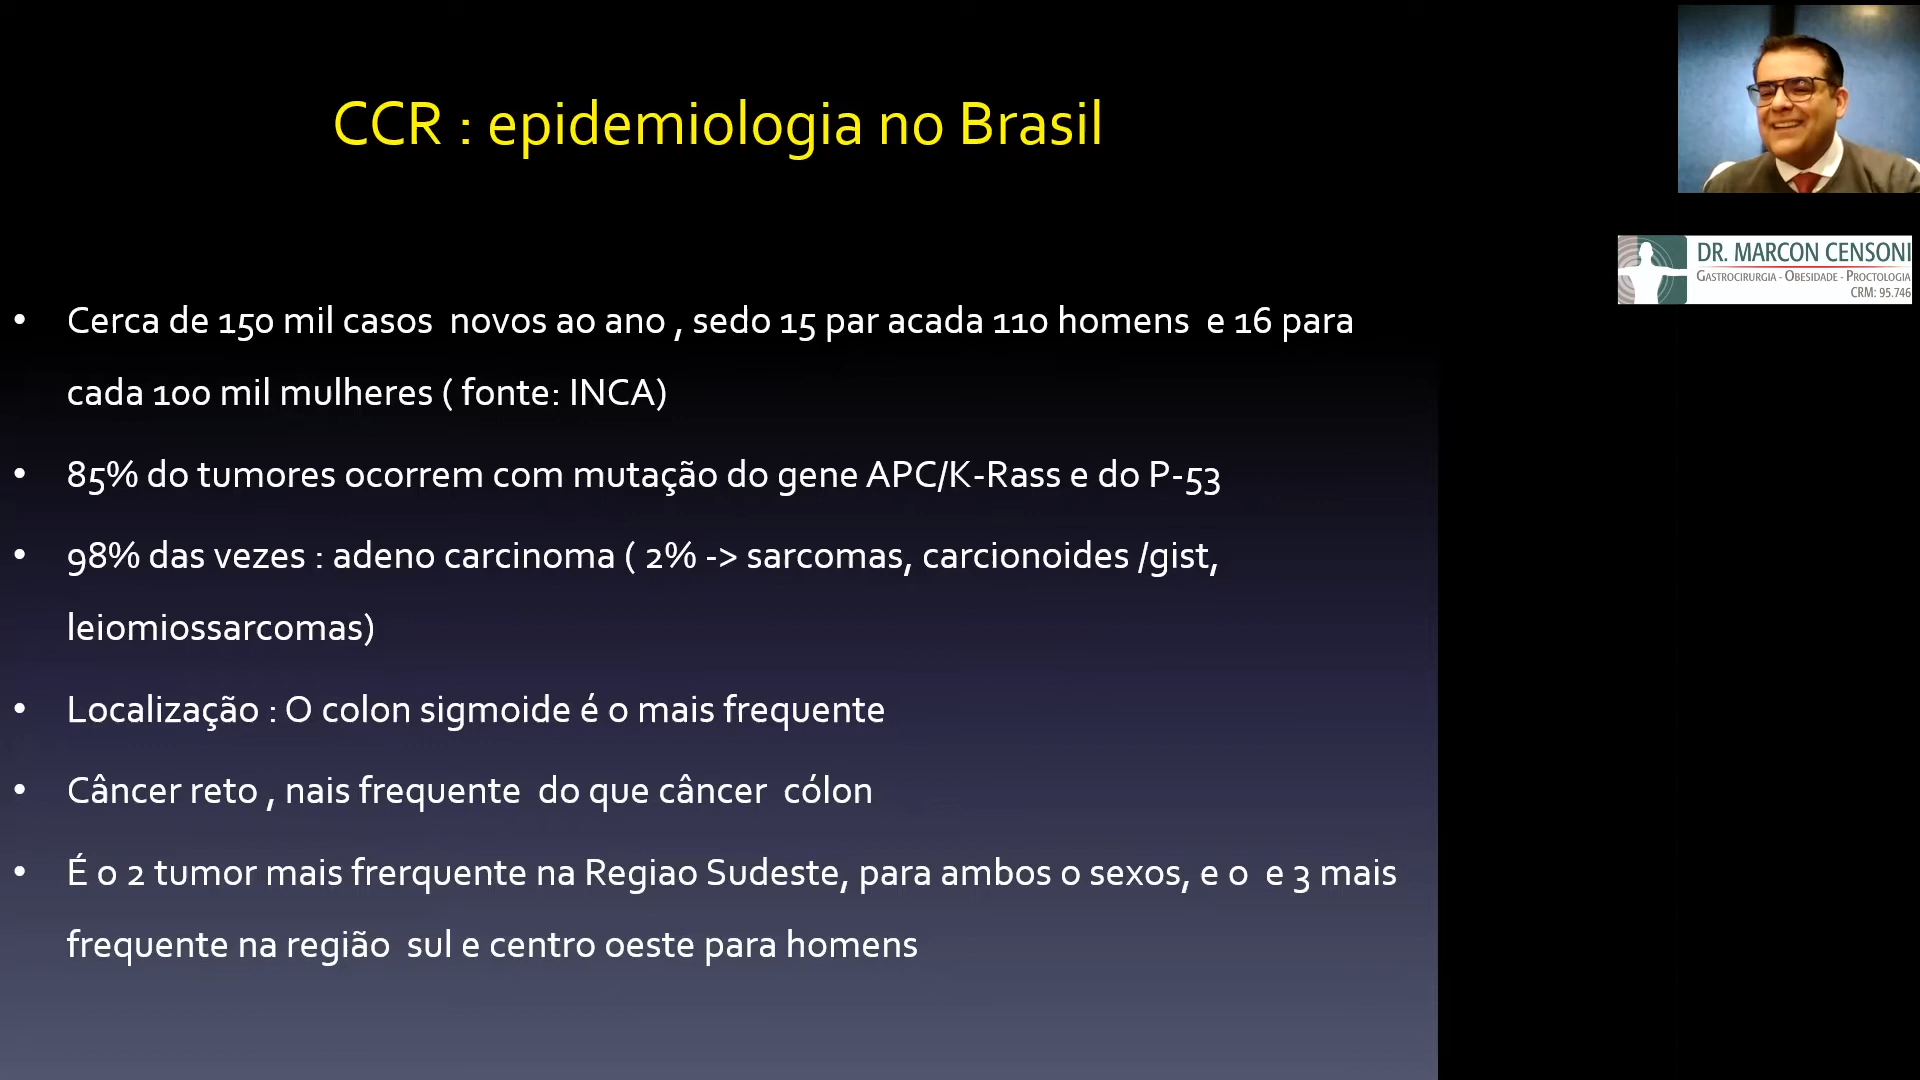 CCR : epidemiologia no Brasil
DR. MARCON CENSONI
GASTROCIRURGIA - OBESIDADE - PROCTOLOGIA
CRM: 95.746
• Cerca de 150 mil casos novos ao ano , sedo 15 par acada 110 homens e 16 para
cada 100 mil mulheres ( fonte: INCA)
• 85% do tumores ocorrem com mutação do gene APC/K-Rass e do P-53
• 98% das vezes : adeno carcinoma ( 2% -> sarcomas, carcionoides /gist,
leiomiossarcomas)
• Localização : O colon sigmoide é o mais frequente
• Câncer reto , nais frequente do que câncer cólon
• É o 2 tumor mais frerquente na Regiao Sudeste, para ambos o sexos, e o e 3 mais
frequente na região sul e centro oeste para homens